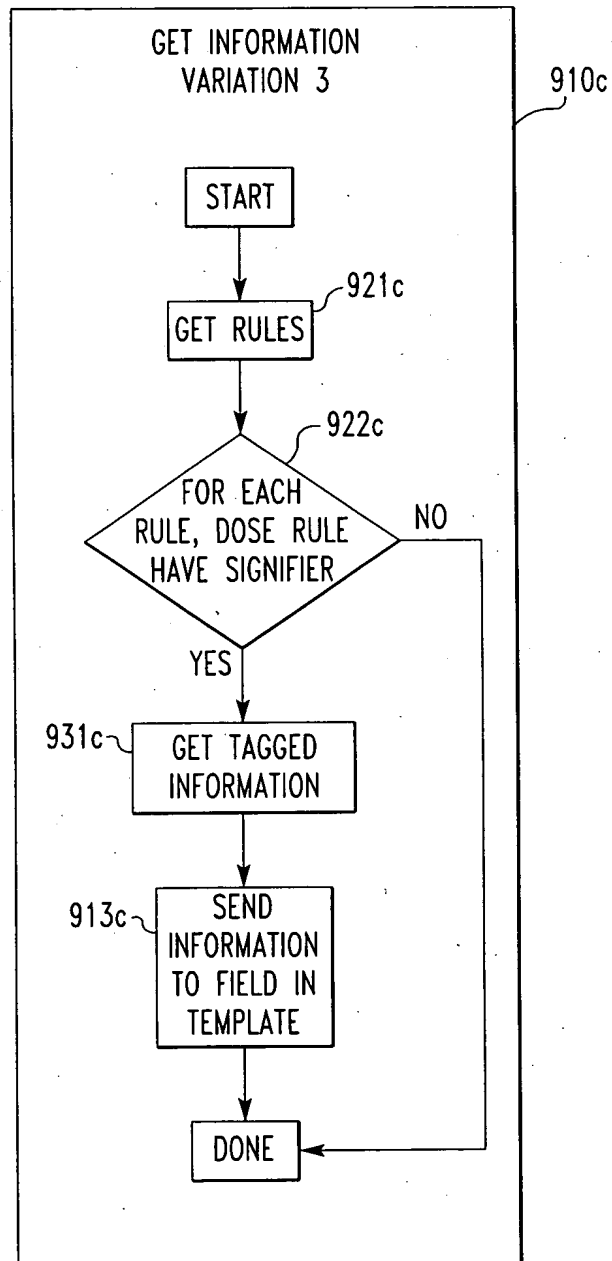 GET INFORMATION
VARIATION 3
910c
START
921c
GET RULES
922c
FOR EACH
RULE, DOSE RULE
HAVE SIGNIFIER
NO
YES
931c
GET TAGGED
INFORMATION
913c
SEND
INFORMATION
TO FIELD IN
TEMPLATE
DONE